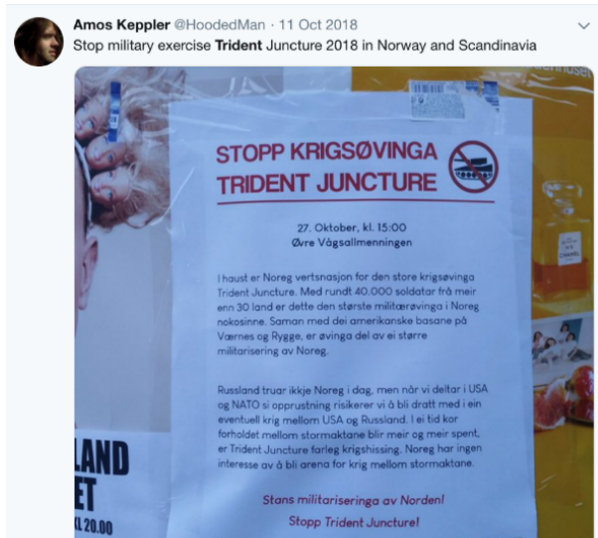 Amos Keppler @HoodedMan · 11 Oct 2018
Stop military exercise Trident Juncture 2018 in Norway and Scandinavia
STOPP KRIGSØVINGA
TRIDENT JUNCTURE
27. Oktober, kl. 15:00
Øvre Vågsallmenningen
I haust er Noreg vertsnasjon for den store krigsøvinga
Trident Juncture. Med rundt 40.000 soldatar frå meir
enn 30 land er dette den største militærøvinga i Noreg
nokosinne. Saman med dei amerikanske basane på
Værnes og Rygge, er øvinga del av ei større
militarisering av Noreg.
Russland truar ikkje Noreg i dag, men når vi deltar i USA
og NATO si opprustning risikerer vi å bli dratt med i ein
eventuell krig mellom USA og Russland. I ei tid kor
forholdet mellom stormaktane blir meir og meir spent,
er Trident Juncture farleg krigshissing. Noreg har ingen
interesse av å bli arena for krig mellom stormaktane.
Stans militariseringa av Norden!
Stopp Trident Juncture!
LAND
ET
KL 20.00
CHANEL